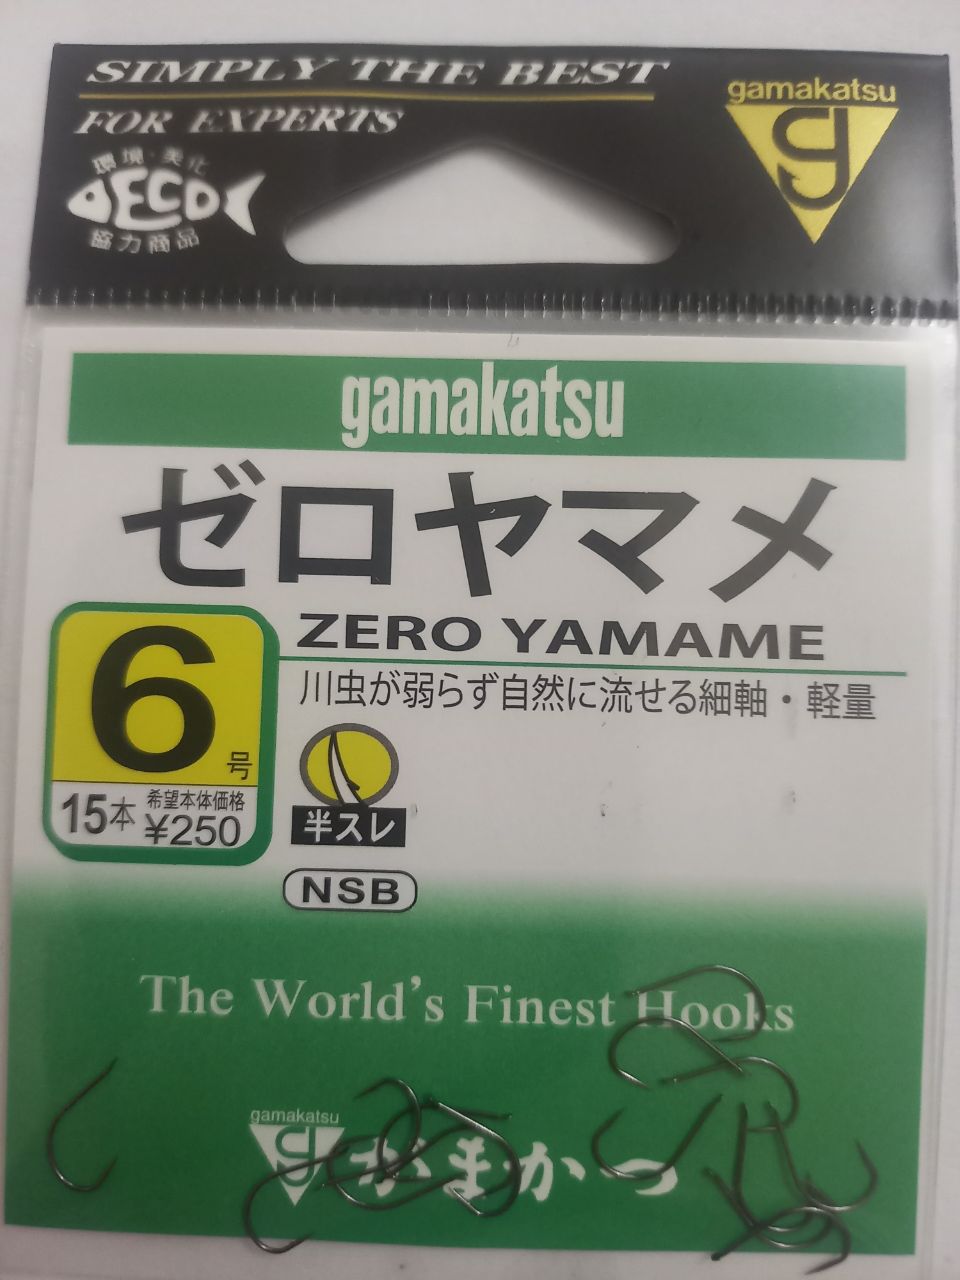 SIMPLY THE BEST
FOR EXPERTS
環境・美化
ECO
協力商品
gamakatsu
gamakatsu
ゼロヤマメ
ZERO YAMAME
川虫が弱らず自然に流せる細軸・軽量
6号
15本
希望本体価格
¥250
半スレ
NSB
The World's Finest Hooks
gamakatsu
がまかつ